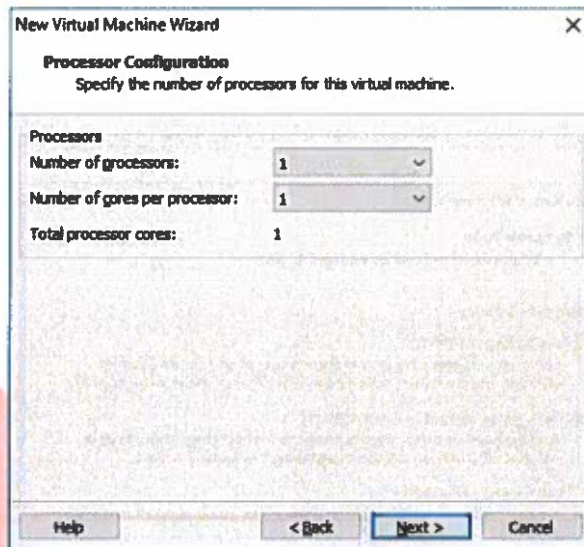 New Virtual Machine Wizard
Processor Configuration
Specify the number of processors for this virtual machine.
Processors
Number of processors: 1
Number of cores per processor: 1
Total processor cores: 1
Help < Back Next > Cancel